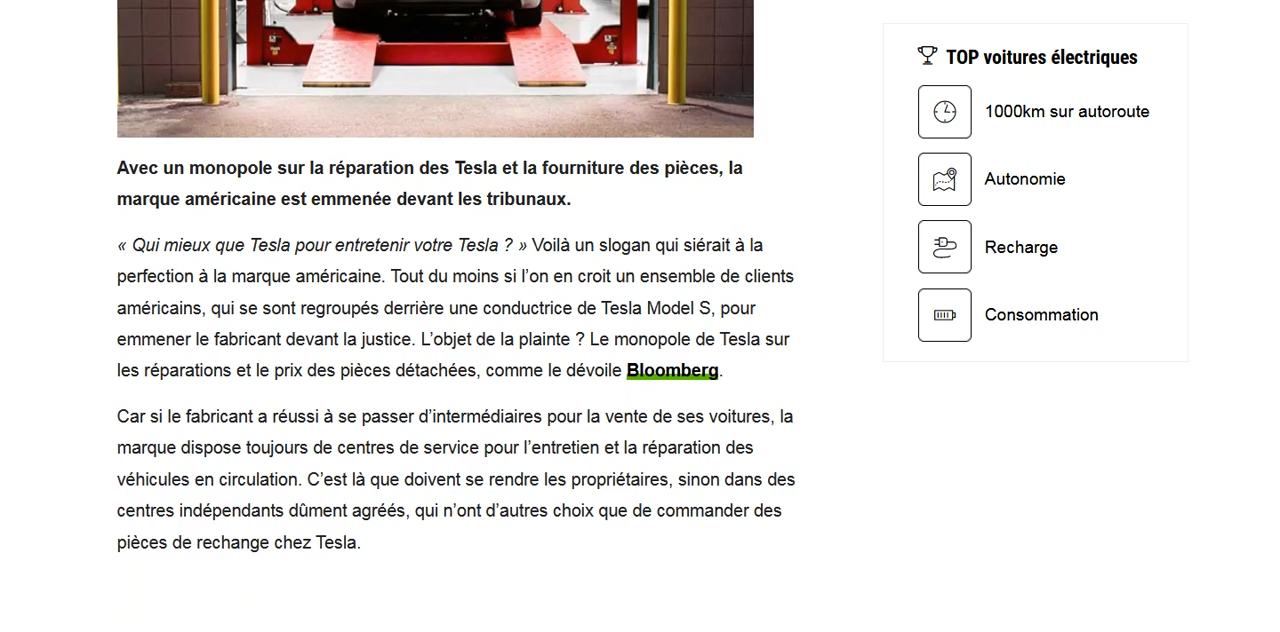 Avec un monopole sur la réparation des Tesla et la fourniture des pièces, la
marque américaine est emmenée devant les tribunaux.
« Qui mieux que Tesla pour entretenir votre Tesla ? » Voilà un slogan qui siérait à la
perfection à la marque américaine. Tout du moins si l’on en croit un ensemble de clients
américains, qui se sont regroupés derrière une conductrice de Tesla Model S, pour
emmener le fabricant devant la justice. L’objet de la plainte ? Le monopole de Tesla sur
les réparations et le prix des pièces détachées, comme le dévoile Bloomberg.
Car si le fabricant a réussi à se passer d’intermédiaires pour la vente de ses voitures, la
marque dispose toujours de centres de service pour l’entretien et la réparation des
véhicules en circulation. C’est là que doivent se rendre les propriétaires, sinon dans des
centres indépendants dûment agréés, qui n’ont d’autres choix que de commander des
pièces de rechange chez Tesla.
TOP voitures électriques
1000km sur autoroute
Autonomie
Recharge
Consommation